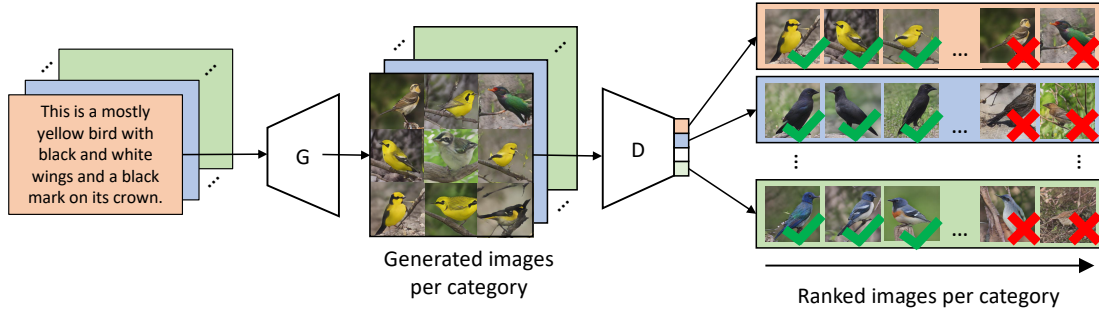 This is a mostly
yellow bird with
black and white
wings and a black
mark on its crown.
...
...
G
...
...
Generated images
per category
D
...
...
...
...
...
Ranked images per category